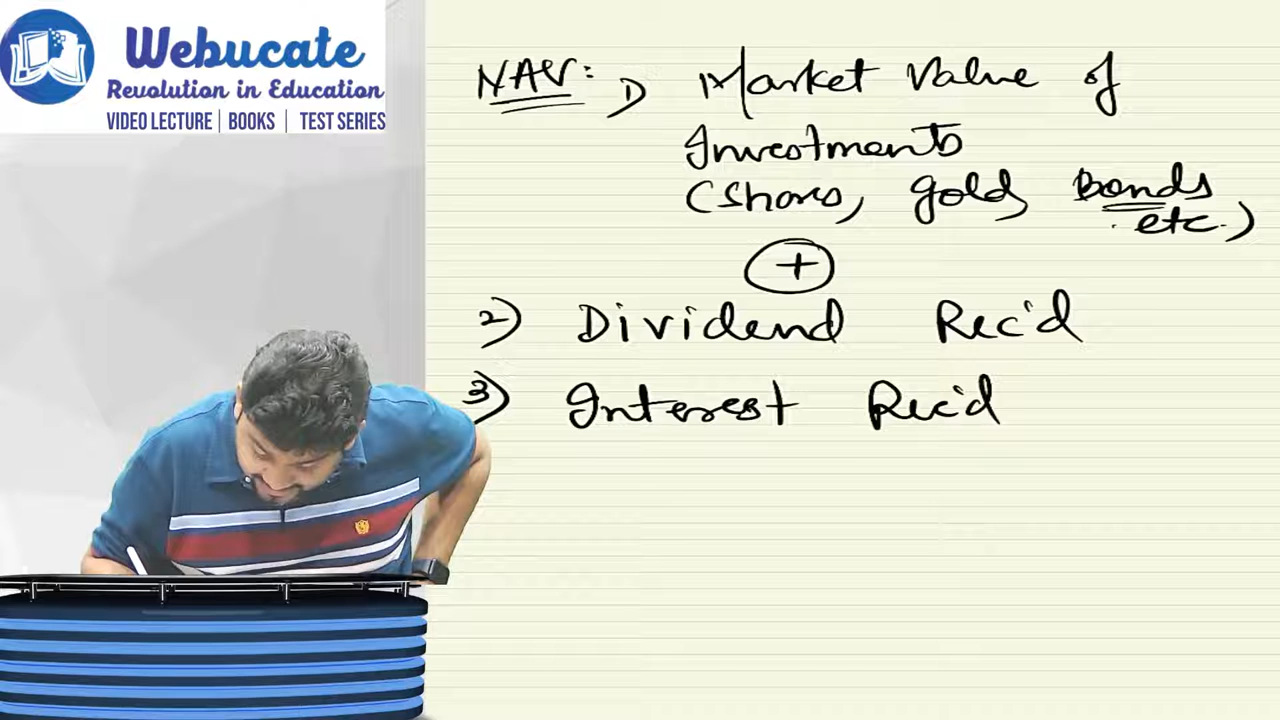 Webucate
Revolution in Education
VIDEO LECTURE | BOOKS | TEST SERIES
NAV: 1) Market Value of
Investments
(Shares, gold Bonds
etc.)
+
2) Dividend Rec'd
3) Interest Rec'd